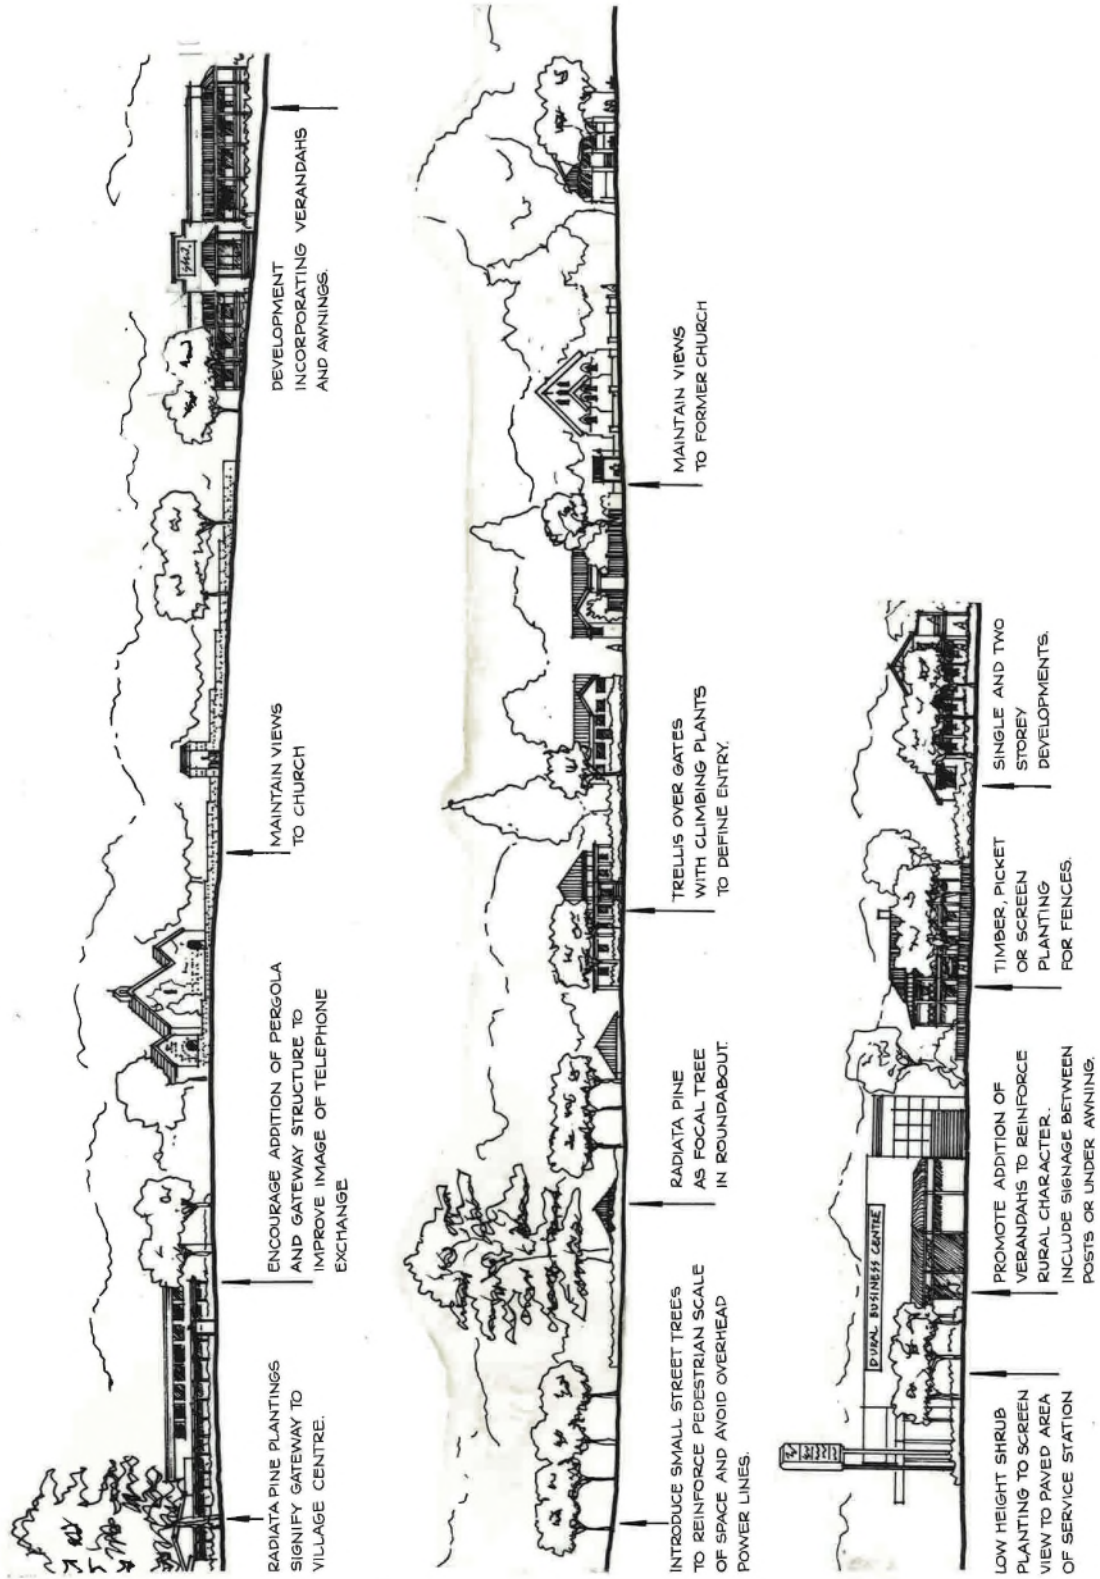 RADIATA PINE PLANTINGS
SIGNIFY GATEWAY TO
VILLAGE CENTRE.
ENCOURAGE ADDITION OF PERGOLA
AND GATEWAY STRUCTURE TO
IMPROVE IMAGE OF TELEPHONE
EXCHANGE
MAINTAIN VIEWS
TO CHURCH
DEVELOPMENT
INCORPORATING VERANDAHS
AND AWNINGS.
INTRODUCE SMALL STREET TREES
TO REINFORCE PEDESTRIAN SCALE
OF SPACE AND AVOID OVERHEAD
POWER LINES.
RADIATA PINE
AS FOCAL TREE
IN ROUNDABOUT.
TRELLIS OVER GATES
WITH CLIMBING PLANTS
TO DEFINE ENTRY.
MAINTAIN VIEWS
TO FORMER CHURCH
DURAL BUSINESS CENTRE
LOW HEIGHT SHRUB
PLANTING TO SCREEN
VIEW TO PAVED AREA
OF SERVICE STATION
PROMOTE ADDITION OF
VERANDAHS TO REINFORCE
RURAL CHARACTER.
INCLUDE SIGNAGE BETWEEN
POSTS OR UNDER AWNING.
TIMBER, PICKET
OR SCREEN
PLANTING
FOR FENCES.
SINGLE AND TWO
STOREY
DEVELOPMENTS.